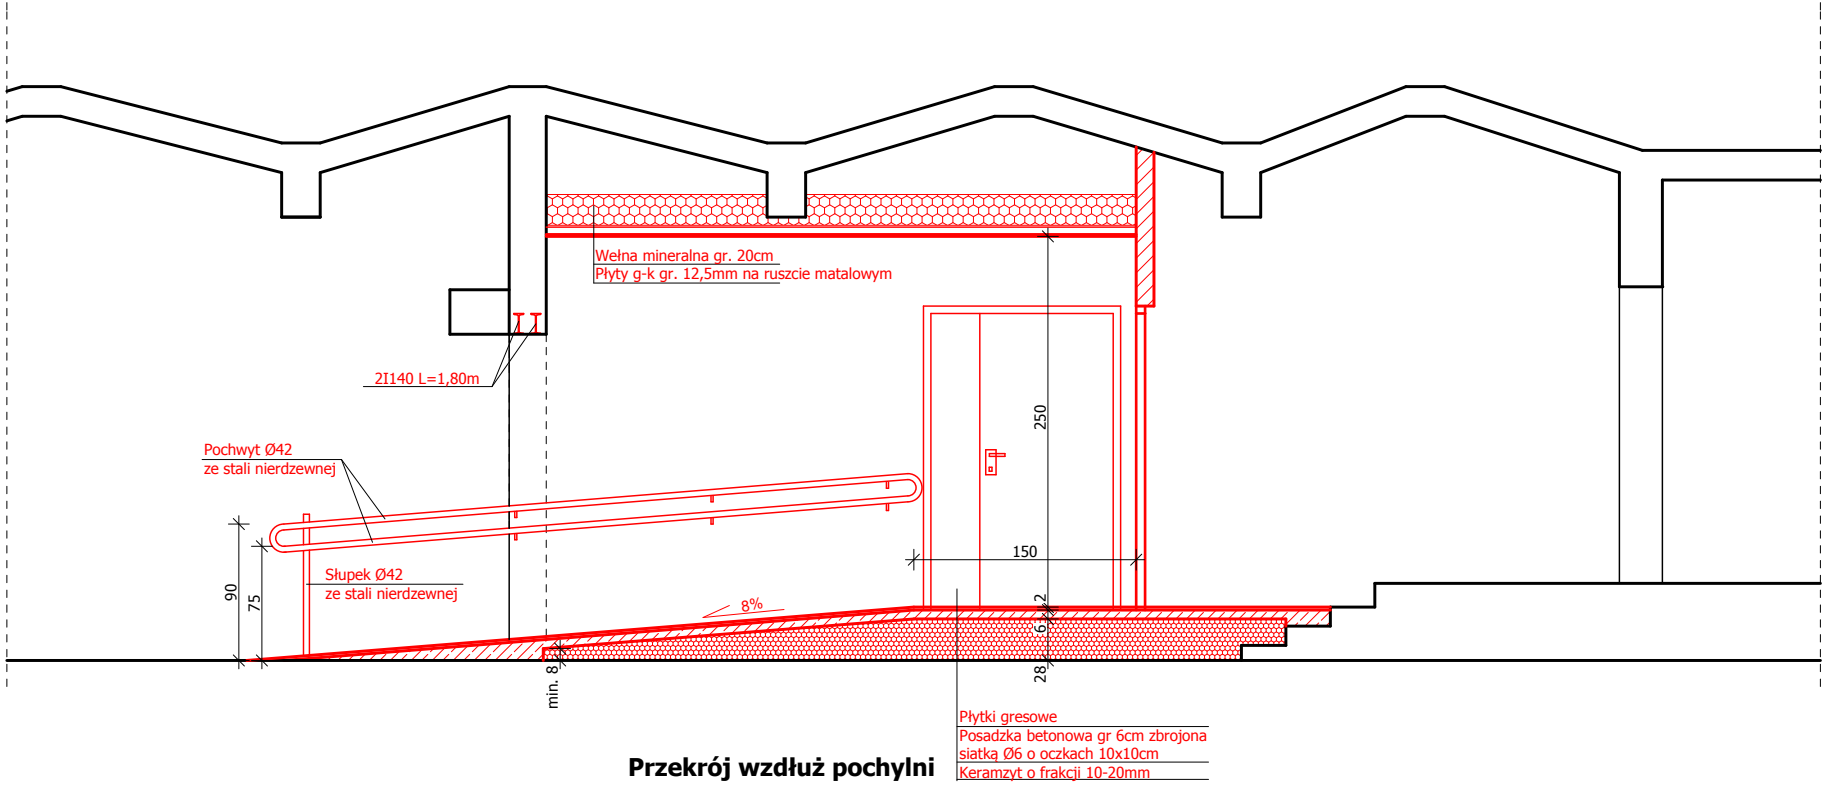 Wełna mineralna gr. 20cm
Płyty g-k gr. 12,5mm na ruszcie matalowym
2I140 L=1,80m
250
Pochwyt Ø42
ze stali nierdzewnej
150
Słupek Ø42
ze stali nierdzewnej
90
75
8%
2
6
28
min. 8
Płytki gresowe
Posadzka betonowa gr 6cm zbrojona
siatką Ø6 o oczkach 10x10cm
Keramzyt o frakcji 10-20mm
Przekrój wzdłuż pochylni